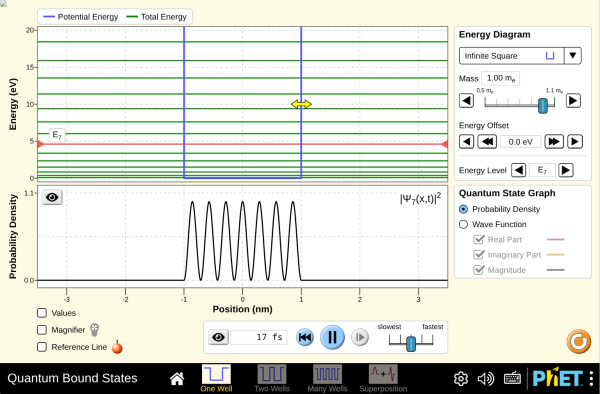 Potential Energy Total Energy
Energy (eV)
20
15
10
5
0
E7
Energy Diagram
Infinite Square
Mass 1.00 me
0.5 me 1.1 me
Energy Offset
0.0 eV
Energy Level E7
Probability Density
1.1
0.0
|Ψ7(x,t)|²
-3 -2 -1 0 1 2 3
Position (nm)
Quantum State Graph
Probability Density
Wave Function
Real Part
Imaginary Part
Magnitude
Values
Magnifier
Reference Line
17 fs
slowest fastest
Quantum Bound States
One Well
Two Wells
Many Wells
Superposition
PhET